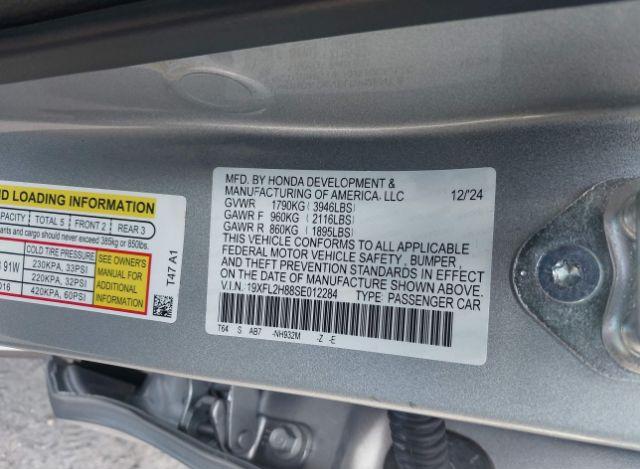 MFD. BY HONDA DEVELOPMENT &
MANUFACTURING OF AMERICA, LLC 12/'24
GVWR 1790KG (3946LBS)
GAWR F 960KG (2116LBS)
GAWR R 860KG (1895LBS)
THIS VEHICLE CONFORMS TO ALL APPLICABLE
FEDERAL MOTOR VEHICLE SAFETY, BUMPER,
AND THEFT PREVENTION STANDARDS IN EFFECT
ON THE DATE OF MANUFACTURE SHOWN ABOVE.
V.I.N. 19XFL2H88SE012284 TYPE: PASSENGER CAR
T64 S AB7 -NH932M -Z -E
ND LOADING INFORMATION
APACITY TOTAL 5 FRONT 2 REAR 3
ants and cargo should never exceed 385kg or 850lbs.
COLD TIRE PRESSURE
91W 230KPA, 33PSI
220KPA, 32PSI
016 420KPA, 60PSI
SEE OWNER'S
MANUAL FOR
ADDITIONAL
INFORMATION
T47 A1